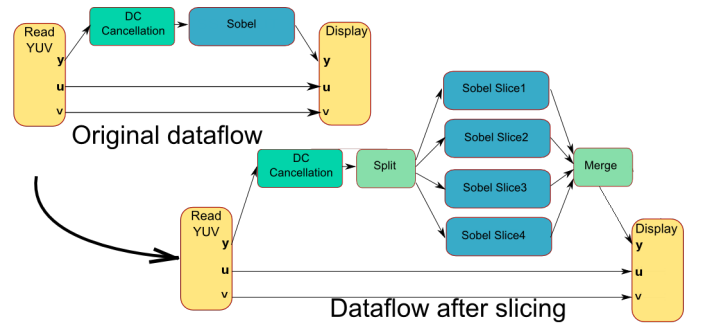 Read
YUV
y
u
v
DC
Cancellation
Sobel
Display
y
u
v
Original dataflow
Sobel Slice1
Sobel Slice2
Sobel Slice3
Sobel Slice4
DC
Cancellation
Split
Merge
Read
YUV
y
u
v
Display
y
u
v
Dataflow after slicing